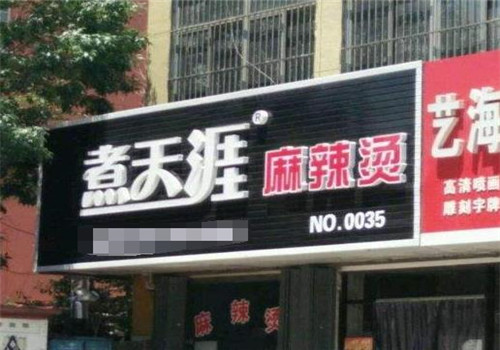 煮天涯® 麻辣烫
NO.0035
艺海
高清喷画
雕刻字牌
麻辣烫